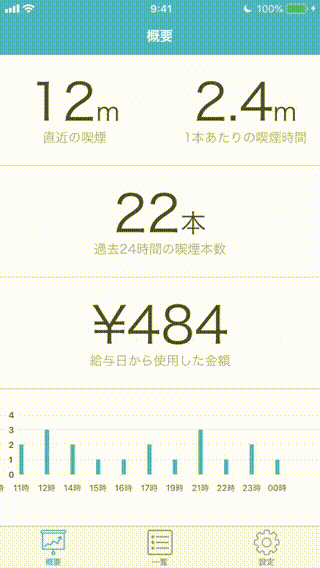 9:41
100%
概要
12m
2.4m
直近の喫煙
1本あたりの喫煙時間
22本
過去24時間の喫煙本数
¥484
給与日から使用した金額
4
3
2
1
0
時 11時 12時 14時 15時 16時 17時 19時 21時 22時 23時 00時
概要
一覧
設定